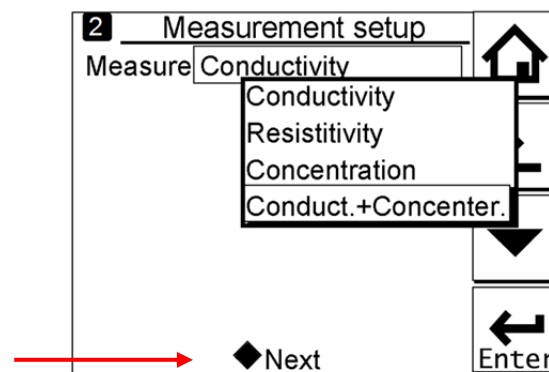 2 Measurement setup
Measure Conductivity
Conductivity
Resistitivity
Concentration
Conduct.+Concenter.
Next
Enter